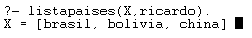 ?- listapaises(X,ricardo).
X = [brasil, bolivia, china]